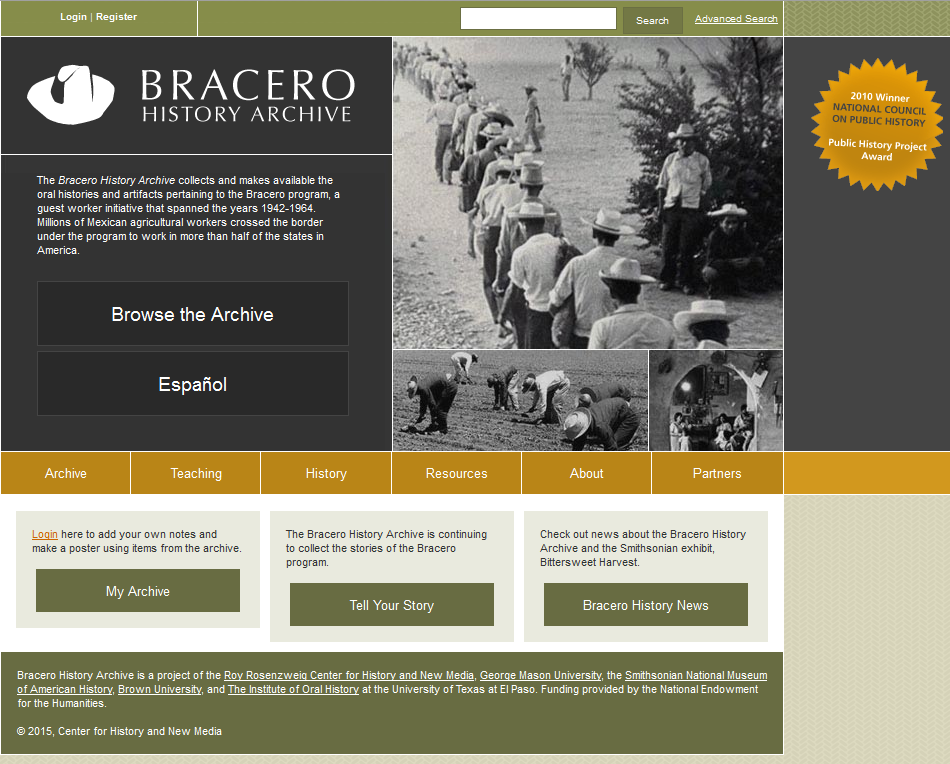 Login | Register
Search
Advanced Search
BRACERO
HISTORY ARCHIVE
2010 Winner
NATIONAL COUNCIL
ON PUBLIC HISTORY
Public History Project
Award
The Bracero History Archive collects and makes available the
oral histories and artifacts pertaining to the Bracero program, a
guest worker initiative that spanned the years 1942-1964.
Millions of Mexican agricultural workers crossed the border
under the program to work in more than half of the states in
America.
Browse the Archive
Español
Archive
Teaching
History
Resources
About
Partners
Login here to add your own notes and
make a poster using items from the archive.
My Archive
The Bracero History Archive is continuing
to collect the stories of the Bracero
program.
Tell Your Story
Check out news about the Bracero History
Archive and the Smithsonian exhibit,
Bittersweet Harvest.
Bracero History News
Bracero History Archive is a project of the Roy Rosenzweig Center for History and New Media, George Mason University, the Smithsonian National Museum
of American History, Brown University, and The Institute of Oral History at the University of Texas at El Paso. Funding provided by the National Endowment
for the Humanities.
© 2015, Center for History and New Media